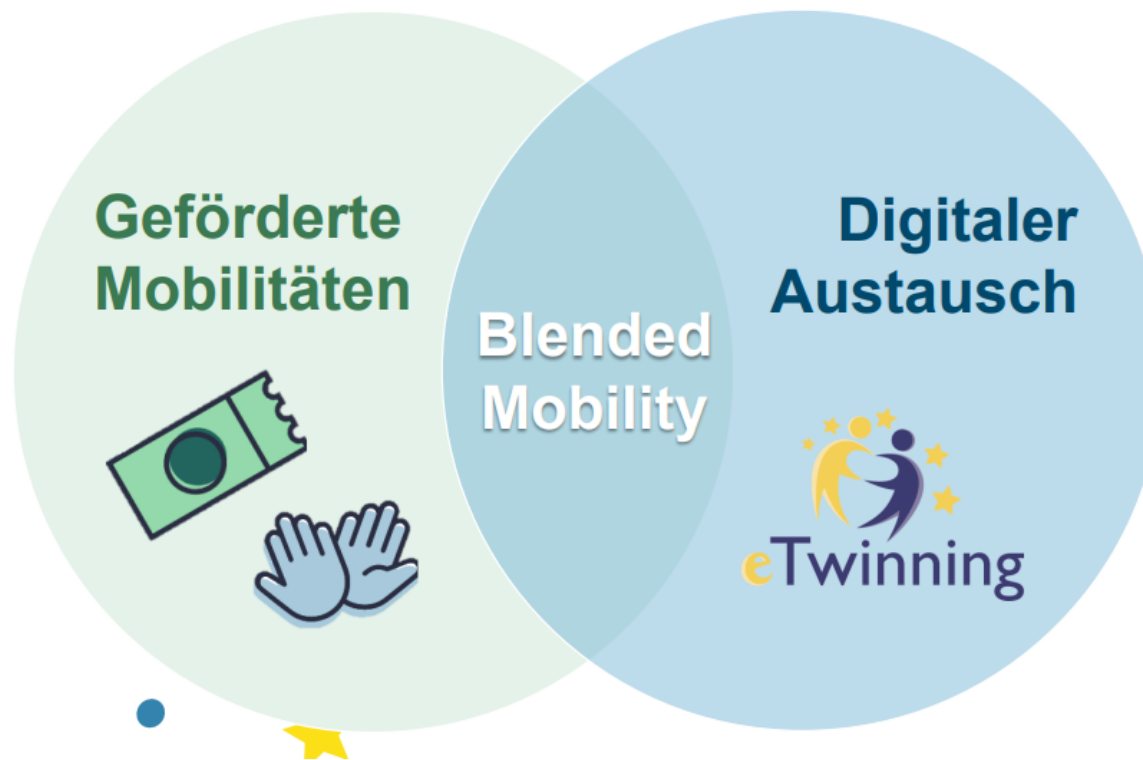 Geförderte
Mobilitäten
Blended
Mobility
Digitaler
Austausch
eTwinning